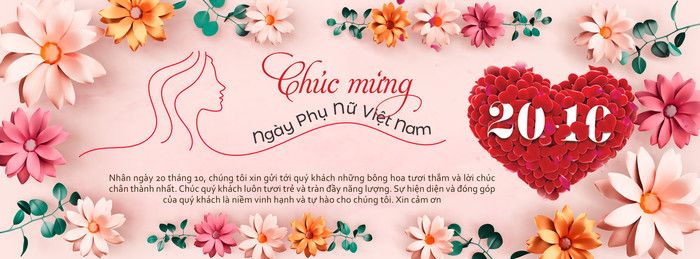 Chúc mừng
Ngày Phụ Nữ Việt Nam
20 10
Nhân ngày 20 tháng 10, chúng tôi xin gửi tới quý khách những bông hoa tươi thắm và lời chúc
chân thành nhất. Chúc quý khách luôn tươi trẻ và tràn đầy năng lượng. Sự hiện diện và đóng góp
của quý khách là niềm vinh hạnh và tự hào cho chúng tôi. Xin cảm ơn